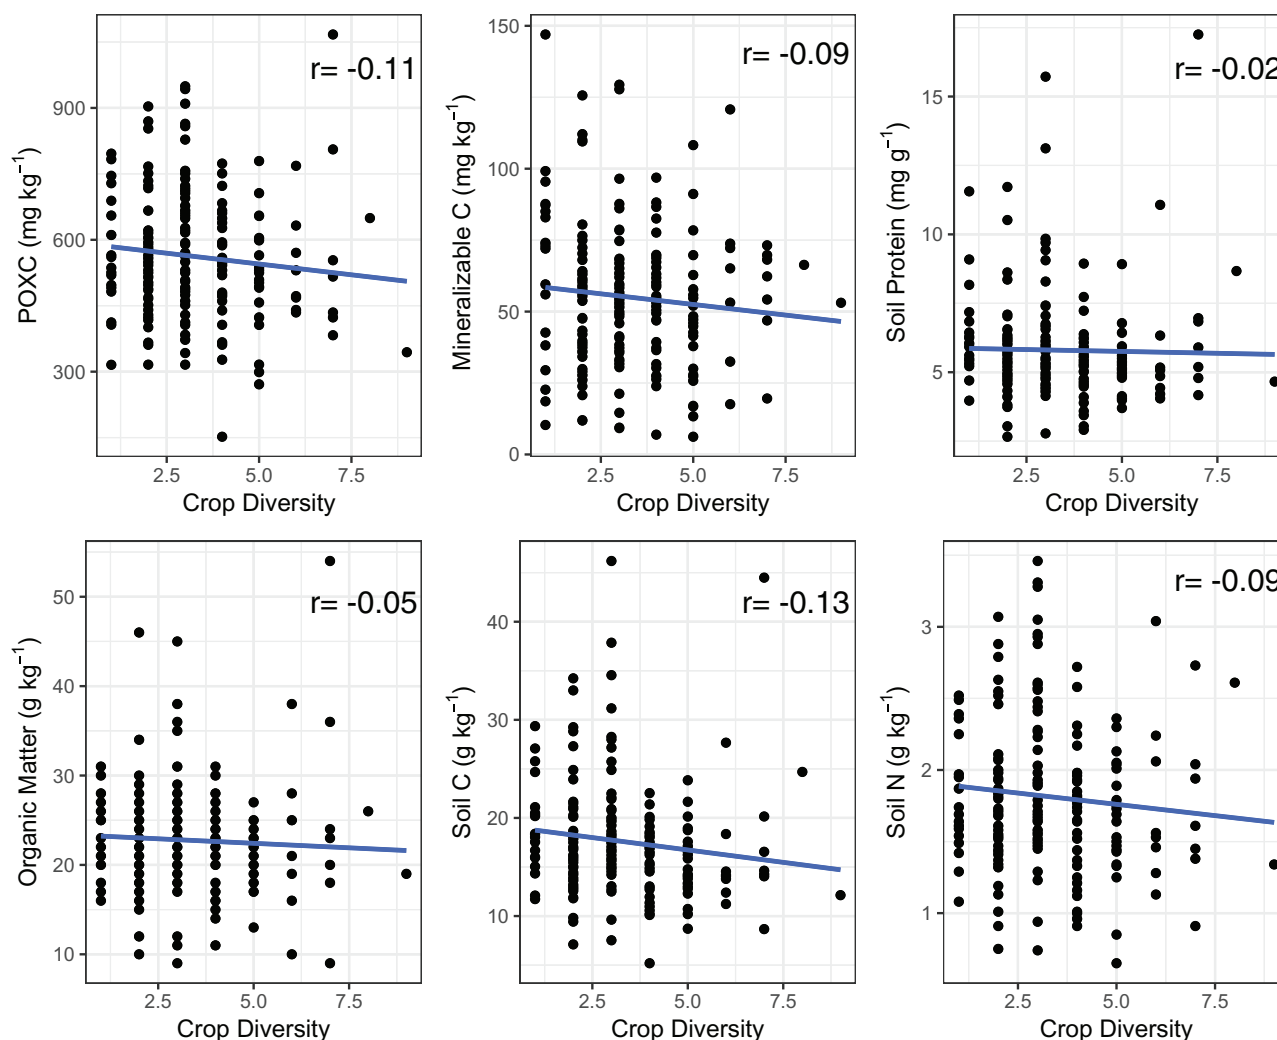 r= -0.11
900
600
300
POXC (mg kg⁻¹)
2.5 5.0 7.5
Crop Diversity
r= -0.09
150
100
50
0
Mineralizable C (mg kg⁻¹)
2.5 5.0 7.5
Crop Diversity
r= -0.02
15
10
5
Soil Protein (mg g⁻¹)
2.5 5.0 7.5
Crop Diversity
r= -0.05
50
40
30
20
10
Organic Matter (g kg⁻¹)
2.5 5.0 7.5
Crop Diversity
r= -0.13
40
30
20
10
Soil C (g kg⁻¹)
2.5 5.0 7.5
Crop Diversity
r= -0.09
3
2
1
Soil N (g kg⁻¹)
2.5 5.0 7.5
Crop Diversity